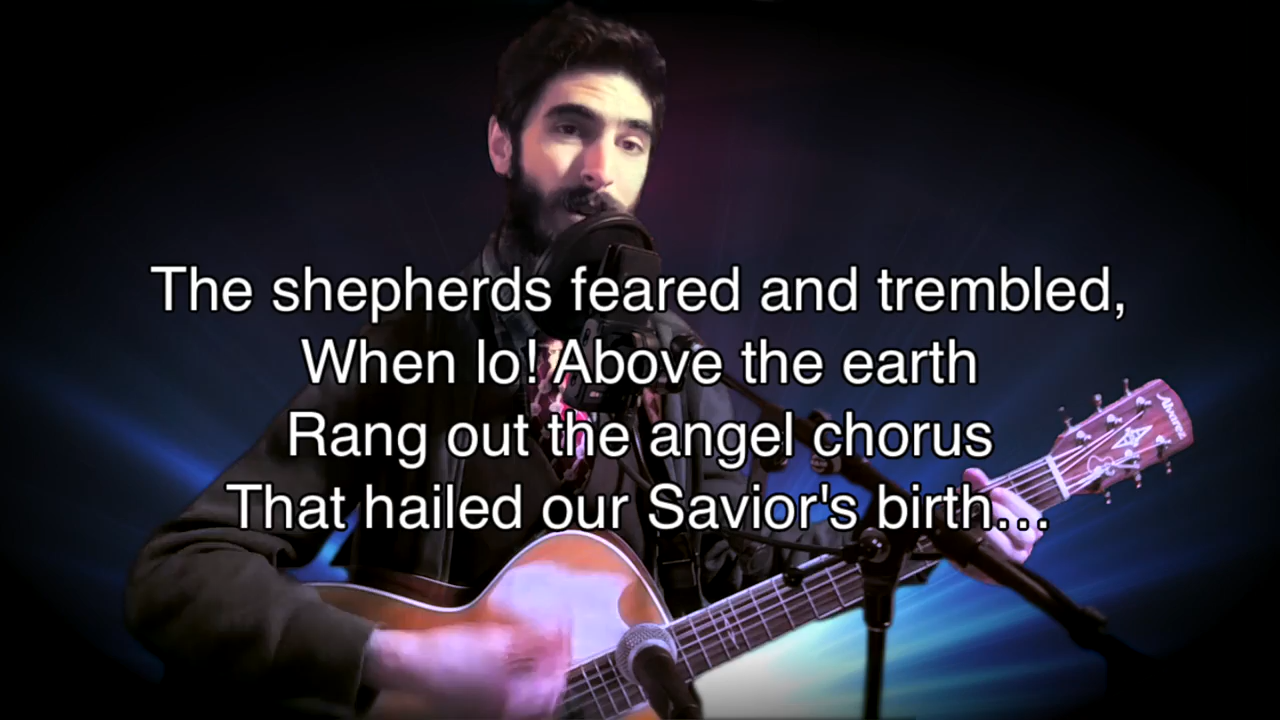 The shepherds feared and trembled,
When lo! Above the earth
Rang out the angel chorus
That hailed our Savior's birth...
Alvarez